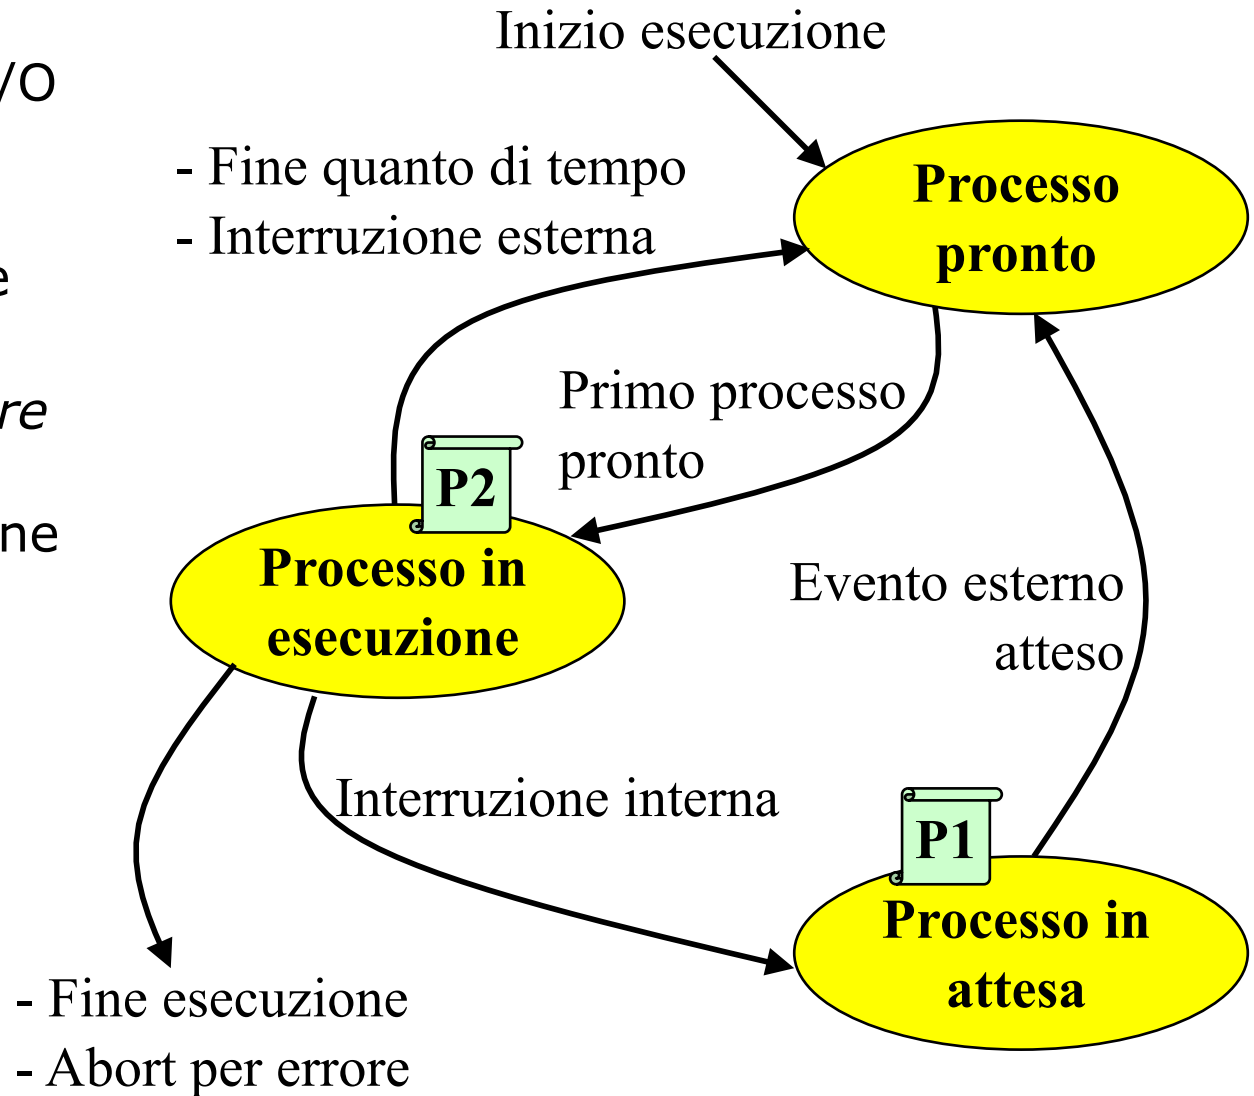 Inizio esecuzione
/O
- Fine quanto di tempo
- Interruzione esterna
Processo
pronto
e
re
ne
Primo processo
pronto
P2
Processo in
esecuzione
Evento esterno
atteso
Interruzione interna
P1
Processo in
attesa
- Fine esecuzione
- Abort per errore